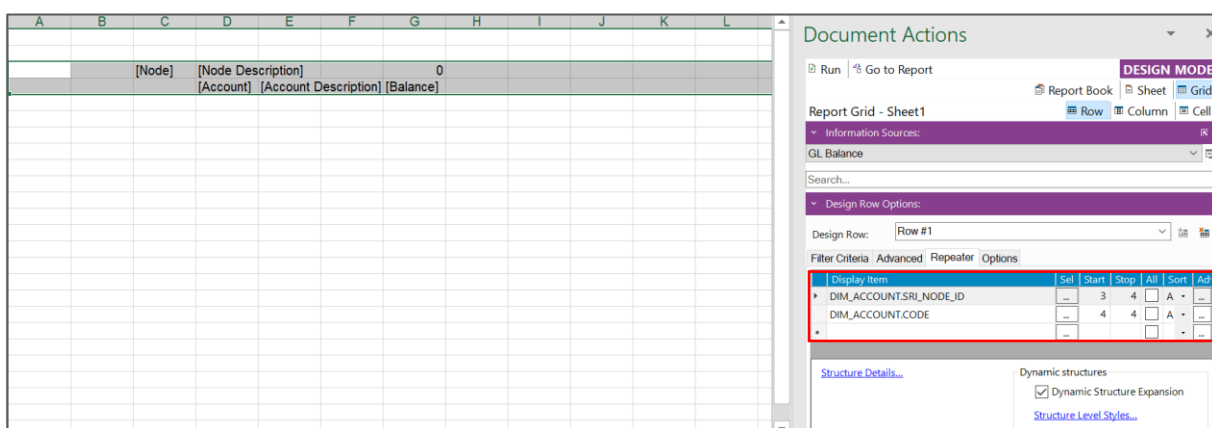 A B C D E F G H I J K L
[Node] [Node Description] 0
[Account] [Account Description] [Balance]
Document Actions
Run Go to Report DESIGN MODE
Report Book Sheet Grid
Report Grid - Sheet1 Row Column Cell
Information Sources:
GL Balance
Search...
Design Row Options:
Design Row: Row #1
Filter Criteria Advanced Repeater Options
Display Item Sel Start Stop All Sort Ad
DIM_ACCOUNT.SRI_NODE_ID ... 3 4 A ...
DIM_ACCOUNT.CODE ... 4 4 A ...
* ... ...
Structure Details... Dynamic structures
Dynamic Structure Expansion
Structure Level Styles...